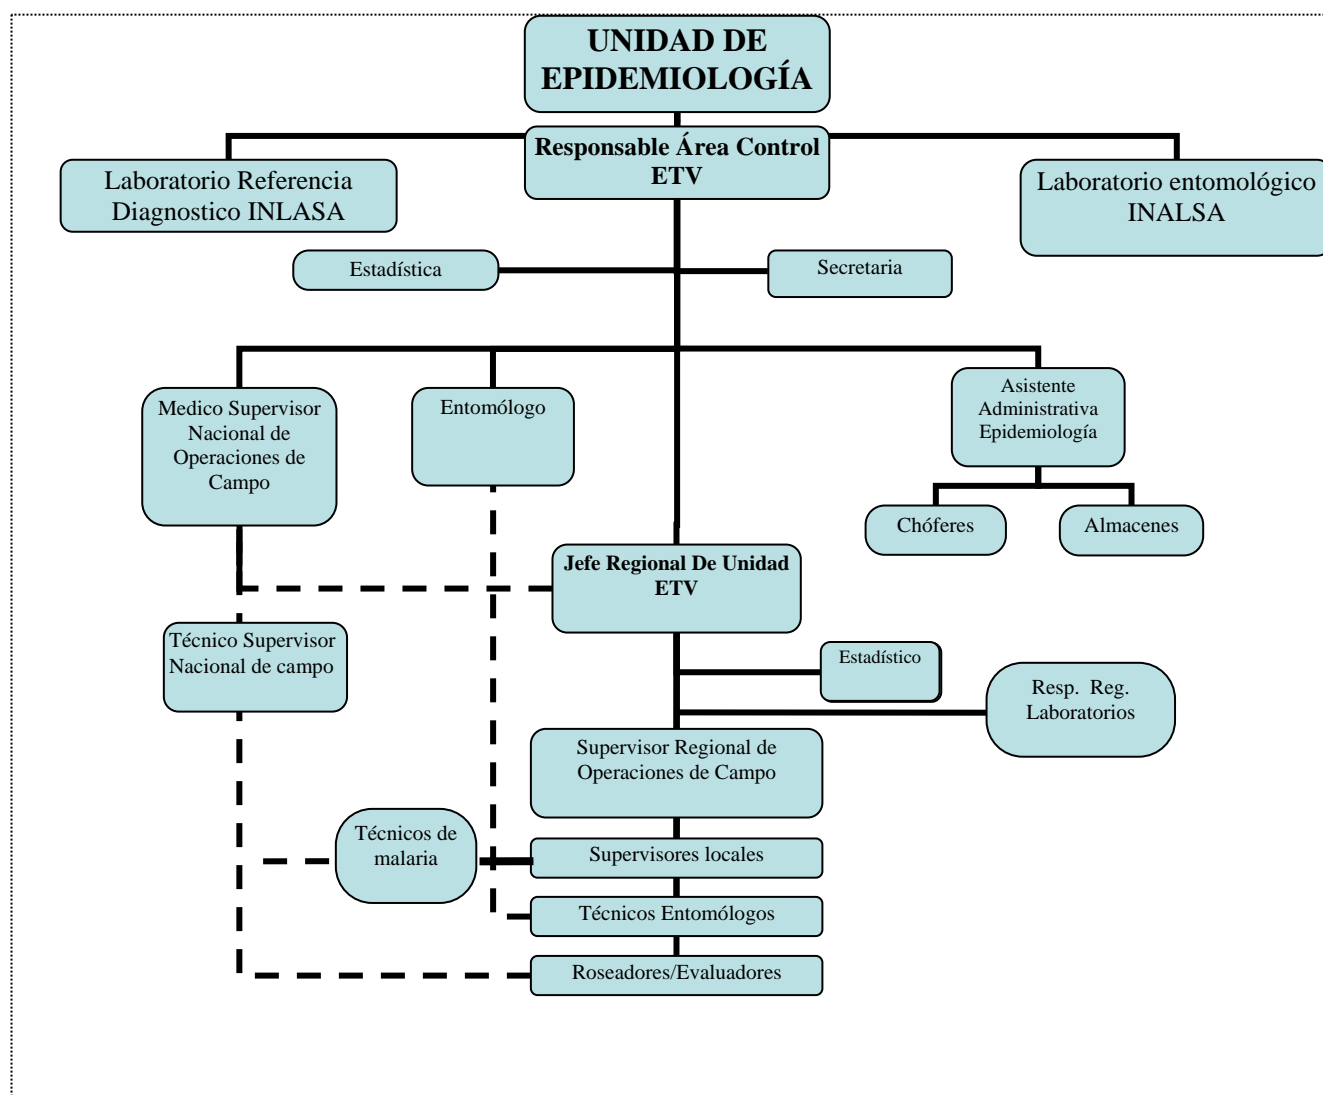 UNIDAD DE
EPIDEMIOLOGÍA
Responsable Área Control
ETV
Laboratorio Referencia
Diagnostico INLASA
Laboratorio entomológico
INALSA
Estadística
Secretaria
Medico Supervisor
Nacional de
Operaciones de
Campo
Entomólogo
Asistente
Administrativa
Epidemiología
Chóferes
Almacenes
Jefe Regional De Unidad
ETV
Técnico Supervisor
Nacional de campo
Estadístico
Resp. Reg.
Laboratorios
Supervisor Regional de
Operaciones de Campo
Técnicos de
malaria
Supervisores locales
Técnicos Entomólogos
Roseadores/Evaluadores